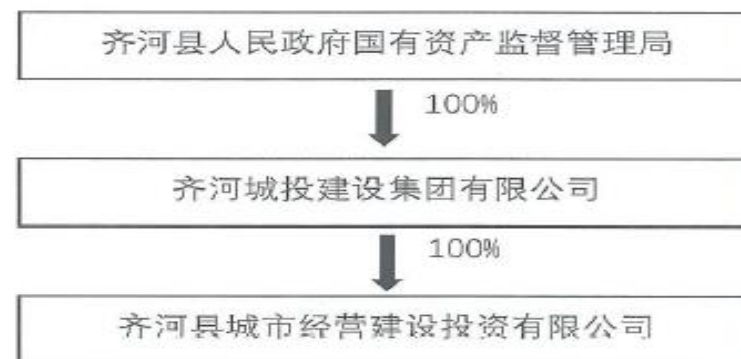 齐河县人民政府国有资产监督管理局
100%
齐河城投建设集团有限公司
100%
齐河县城市经营建设投资有限公司